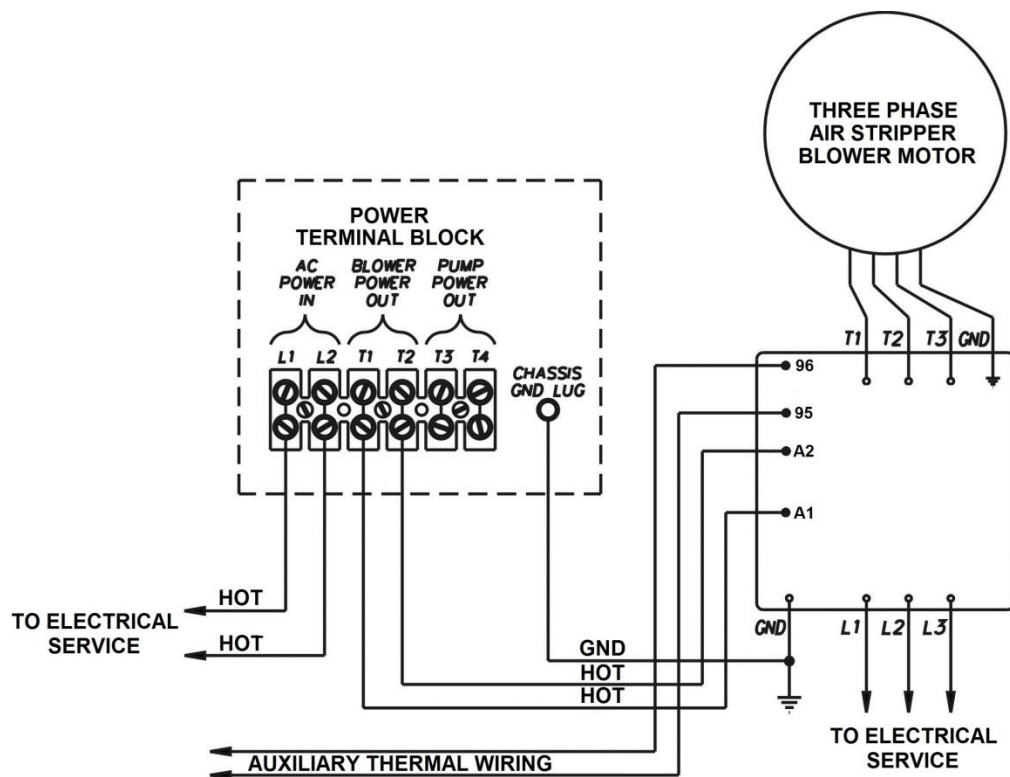 THREE PHASE
AIR STRIPPER
BLOWER MOTOR
POWER
TERMINAL BLOCK
AC
POWER
IN
BLOWER
POWER
OUT
PUMP
POWER
OUT
L1 L2 T1 T2 T3 T4
CHASSIS
GND LUG
T1 T2 T3 GND
96
95
A2
A1
GND L1 L2 L3
HOT
HOT
TO ELECTRICAL
SERVICE
GND
HOT
HOT
TO ELECTRICAL
SERVICE
AUXILIARY THERMAL WIRING